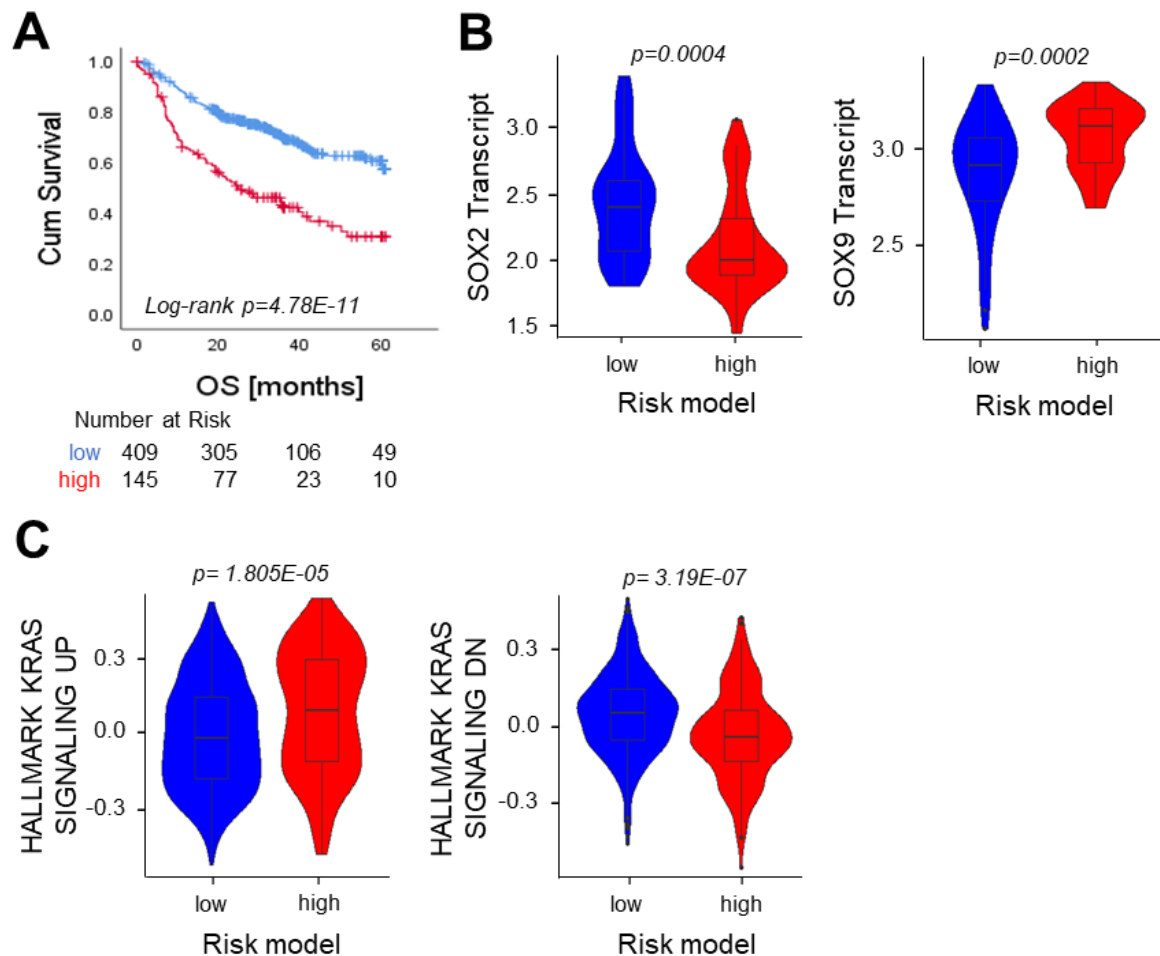 A
Cum Survival
1.0
0.8
0.6
0.4
0.2
0.0
Log-rank p=4.78E-11
0 20 40 60
OS [months]
Number at Risk
low 409 305 106 49
high 145 77 23 10
B
p=0.0004
SOX2 Transcript
3.0
2.5
2.0
1.5
low high
Risk model
p=0.0002
SOX9 Transcript
3.0
2.5
low high
Risk model
C
p= 1.805E-05
HALLMARK KRAS
SIGNALING UP
0.3
0.0
-0.3
low high
Risk model
p= 3.19E-07
HALLMARK KRAS
SIGNALING DN
0.3
0.0
-0.3
low high
Risk model